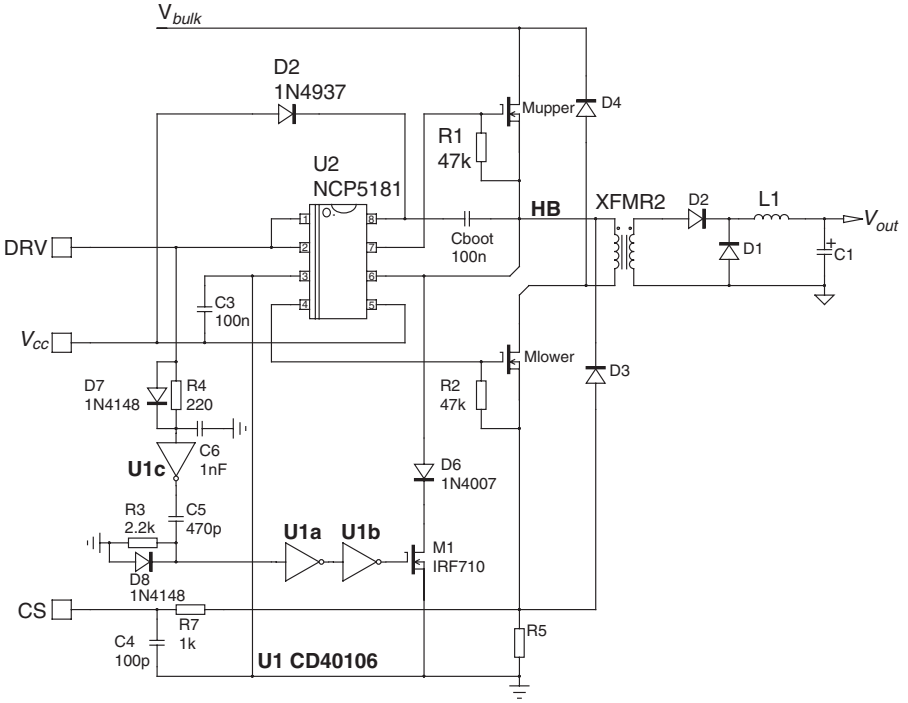 Vbulk
D2
1N4937
Mupper
D4
R1
47k
U2
NCP5181
XFMR2
HB
D2
L1
Vout
DRV
1
2
3
4
8
7
6
5
Cboot
100n
D1
+
C1
C3
100n
Vcc
Mlower
D3
D7
1N4148
R4
220
R2
47k
C6
1nF
U1c
D6
1N4007
R3
2.2k
C5
470p
U1a
U1b
M1
IRF710
D8
1N4148
CS
R7
1k
R5
C4
100p
U1 CD40106